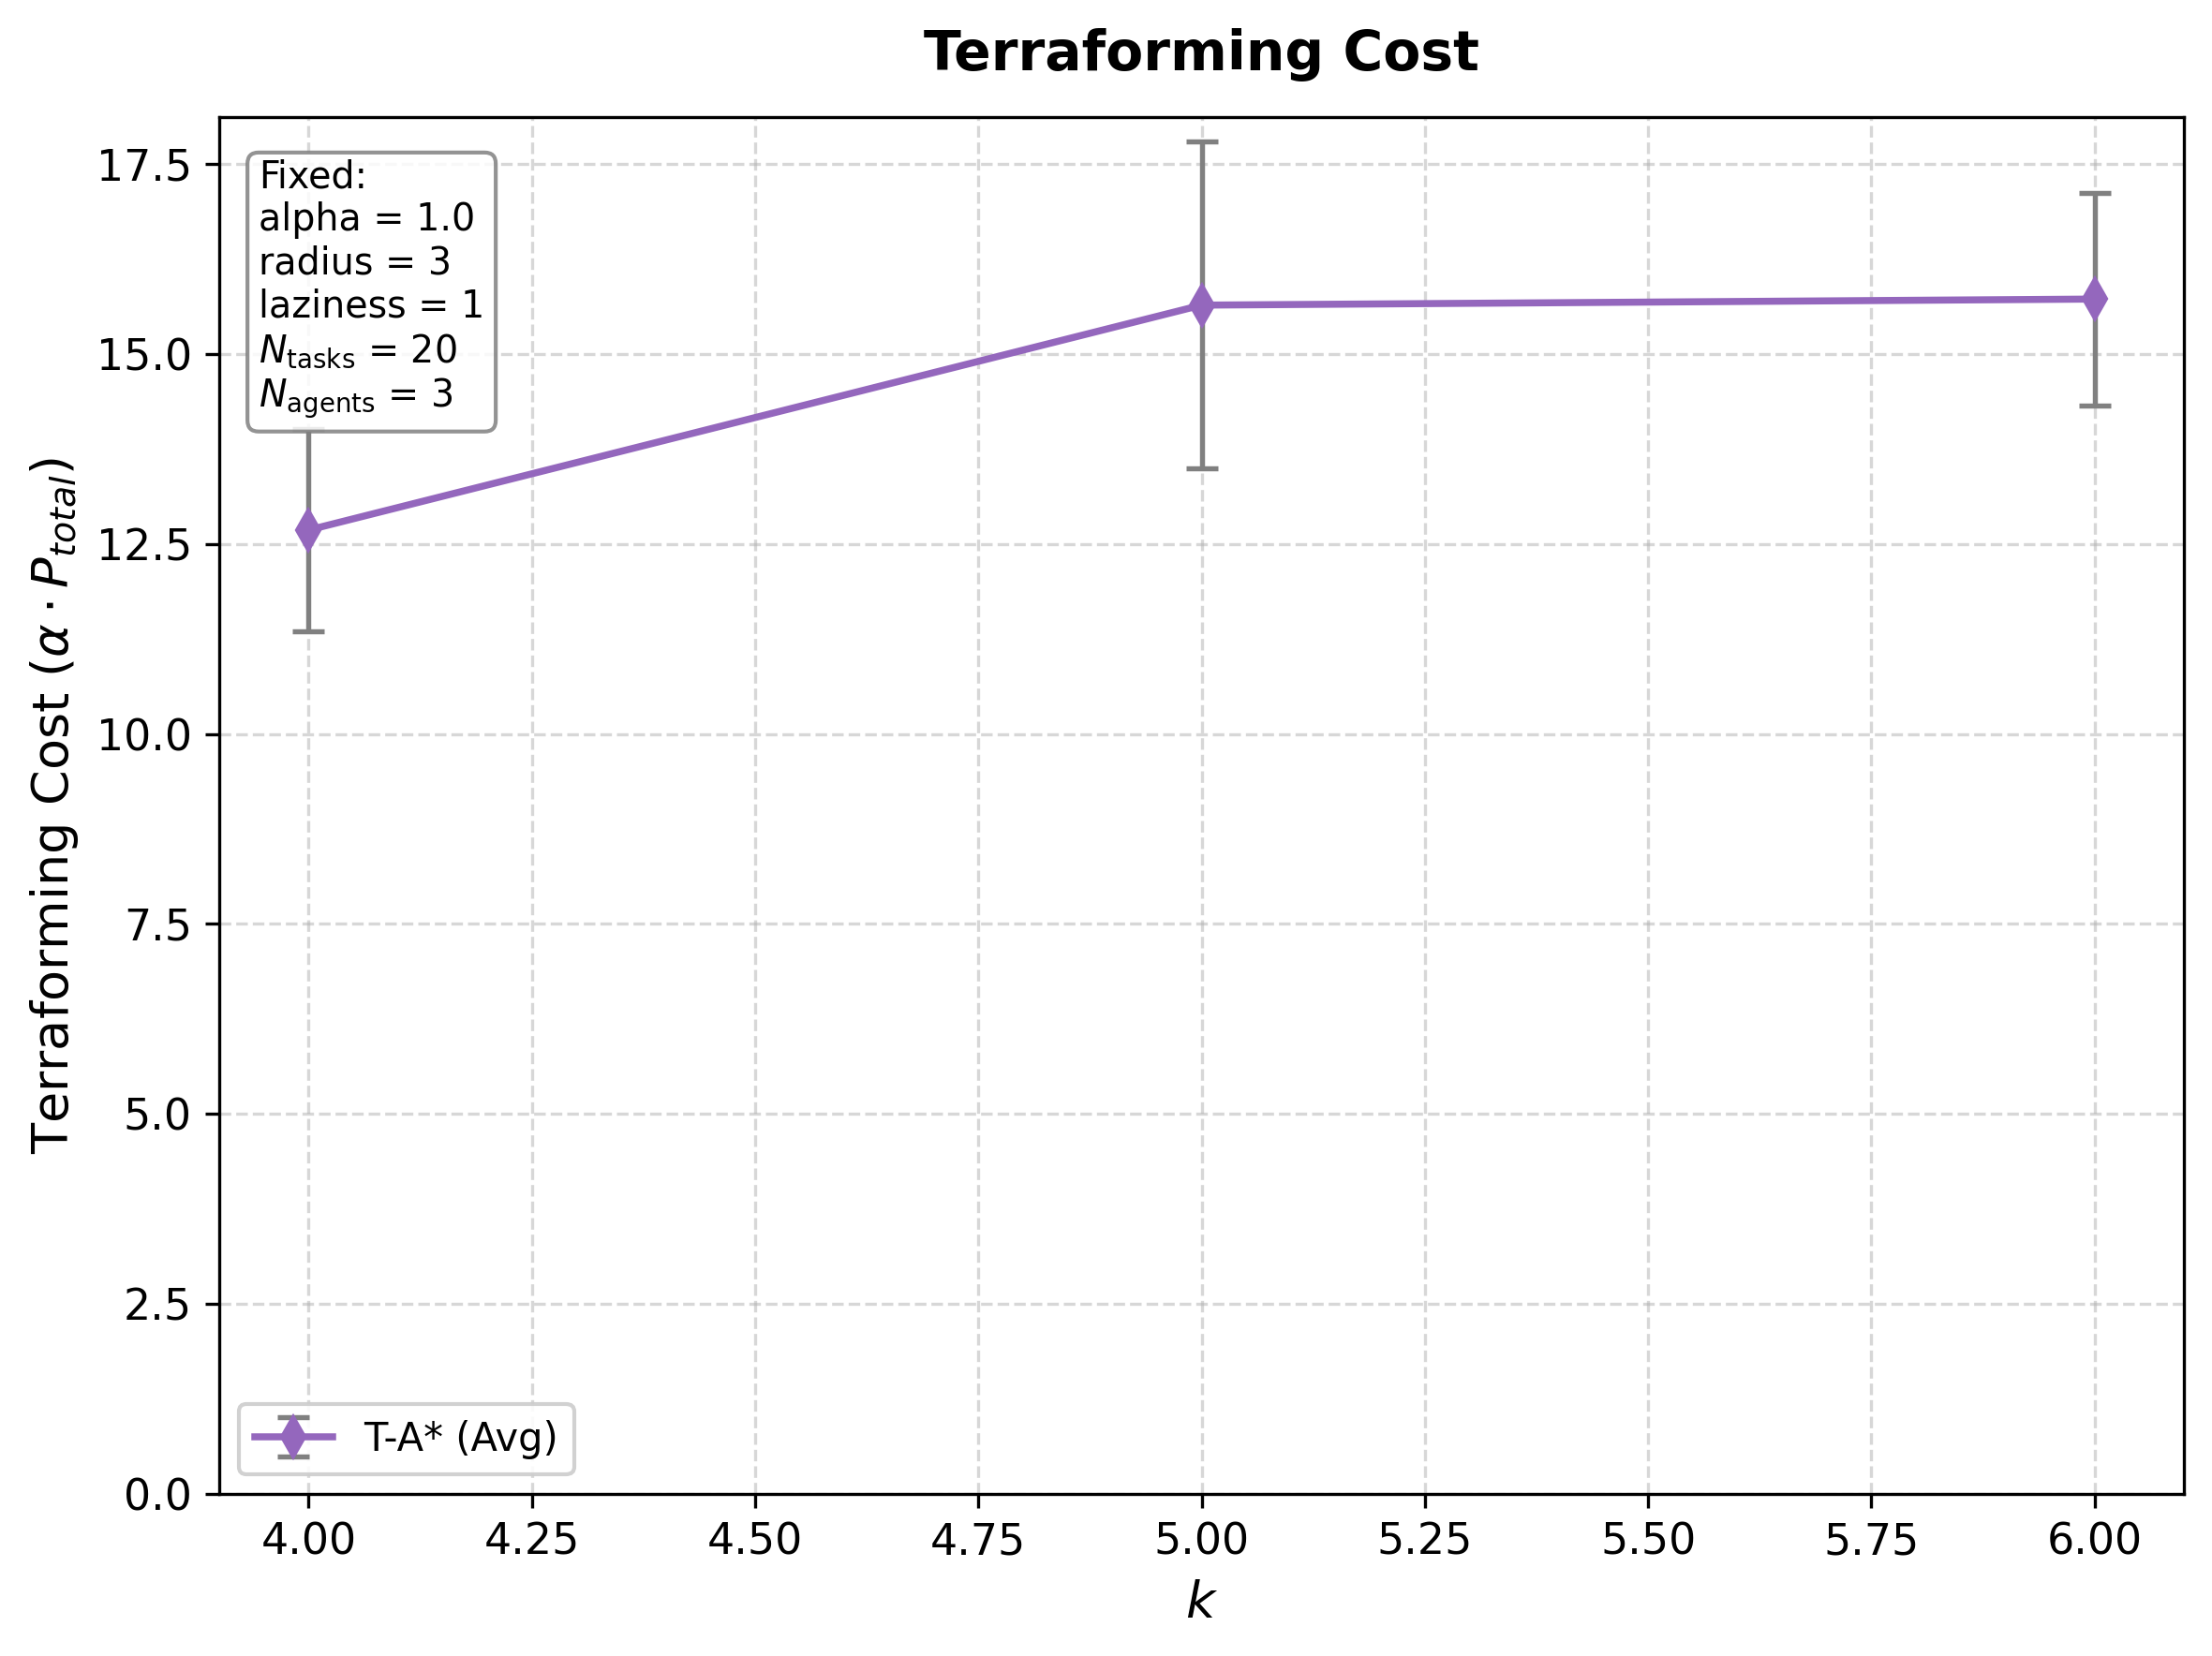 Terraforming Cost
Terraforming Cost (α · P_total)
17.5
15.0
12.5
10.0
7.5
5.0
2.5
0.0
Fixed:
alpha = 1.0
radius = 3
laziness = 1
N_tasks = 20
N_agents = 3
T-A* (Avg)
4.00 4.25 4.50 4.75 5.00 5.25 5.50 5.75 6.00
k